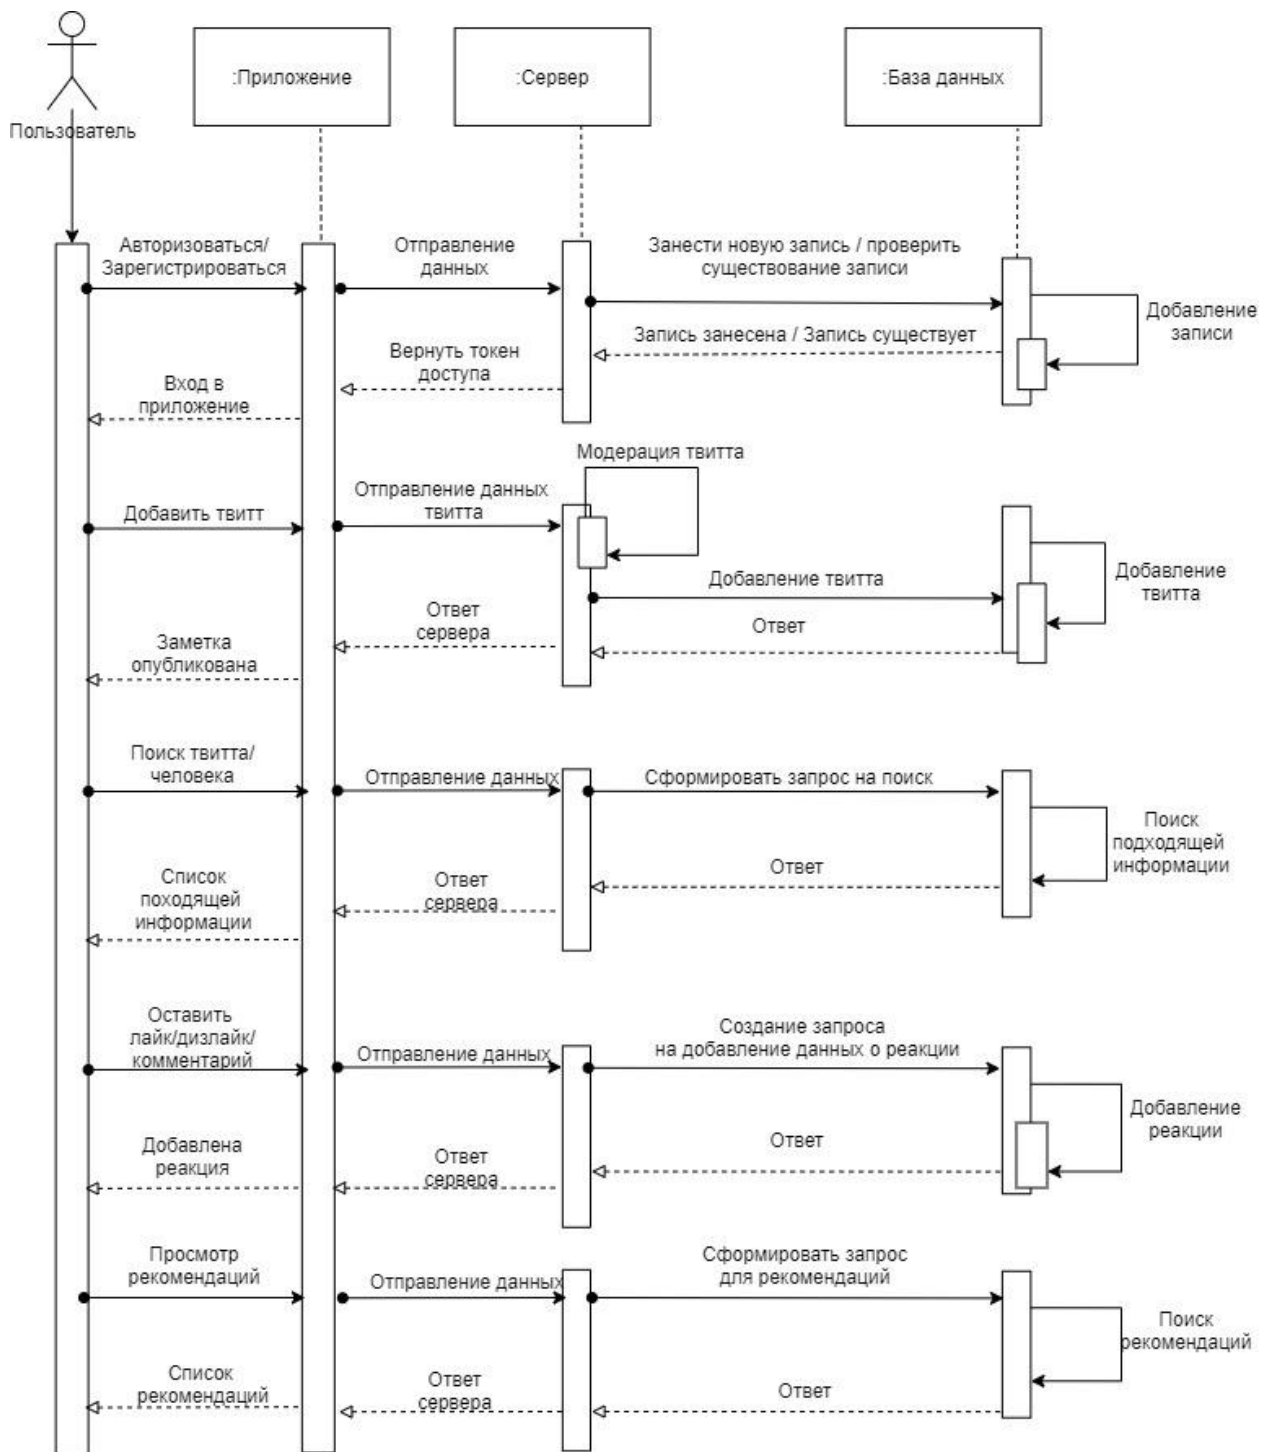 :Приложение
:Сервер
:База данных
Пользователь
Авторизоваться/
Зарегистрироваться
Отправление
данных
Занести новую запись / проверить
существование записи
Добавление
записи
Запись занесена / Запись существует
Вернуть токен
доступа
Вход в
приложение
Модерация твитта
Добавить твитт
Отправление данных
твитта
Добавление твитта
Добавление
твитта
Ответ
Ответ
сервера
Заметка
опубликована
Поиск твитта/
человека
Отправление данных
Сформировать запрос на поиск
Поиск
подходящей
информации
Ответ
Ответ
сервера
Список
походящей
информации
Оставить
лайк/дизлайк/
комментарий
Отправление данных
Создание запроса
на добавление данных о реакции
Добавление
реакции
Ответ
Ответ
сервера
Добавлена
реакция
Просмотр
рекомендаций
Отправление данных
Сформировать запрос
для рекомендаций
Поиск
рекомендаций
Ответ
Ответ
сервера
Список
рекомендаций